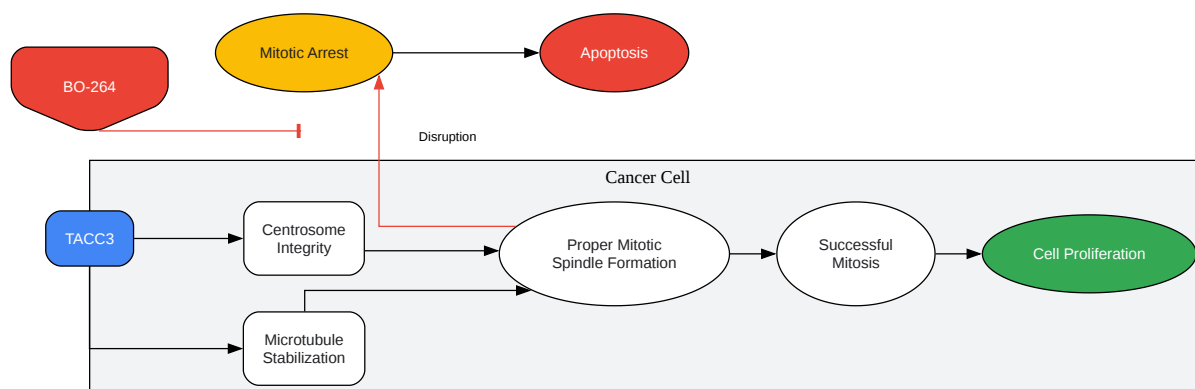 Mitotic Arrest
Apoptosis
BO-264
Disruption
Cancer Cell
TACC3
Centrosome
Integrity
Proper Mitotic
Spindle Formation
Successful
Mitosis
Cell Proliferation
Microtubule
Stabilization